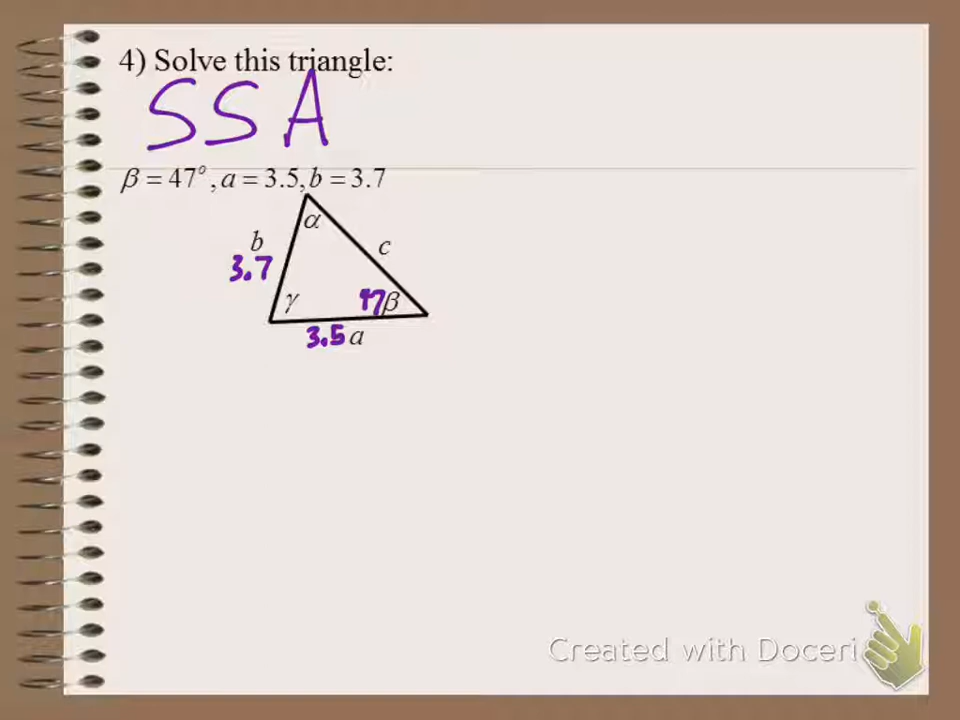 4) Solve this triangle:
SSA
β = 47°, a = 3.5, b = 3.7
α
b
c
3.7
γ
47β
3.5 a
Created with Doceri